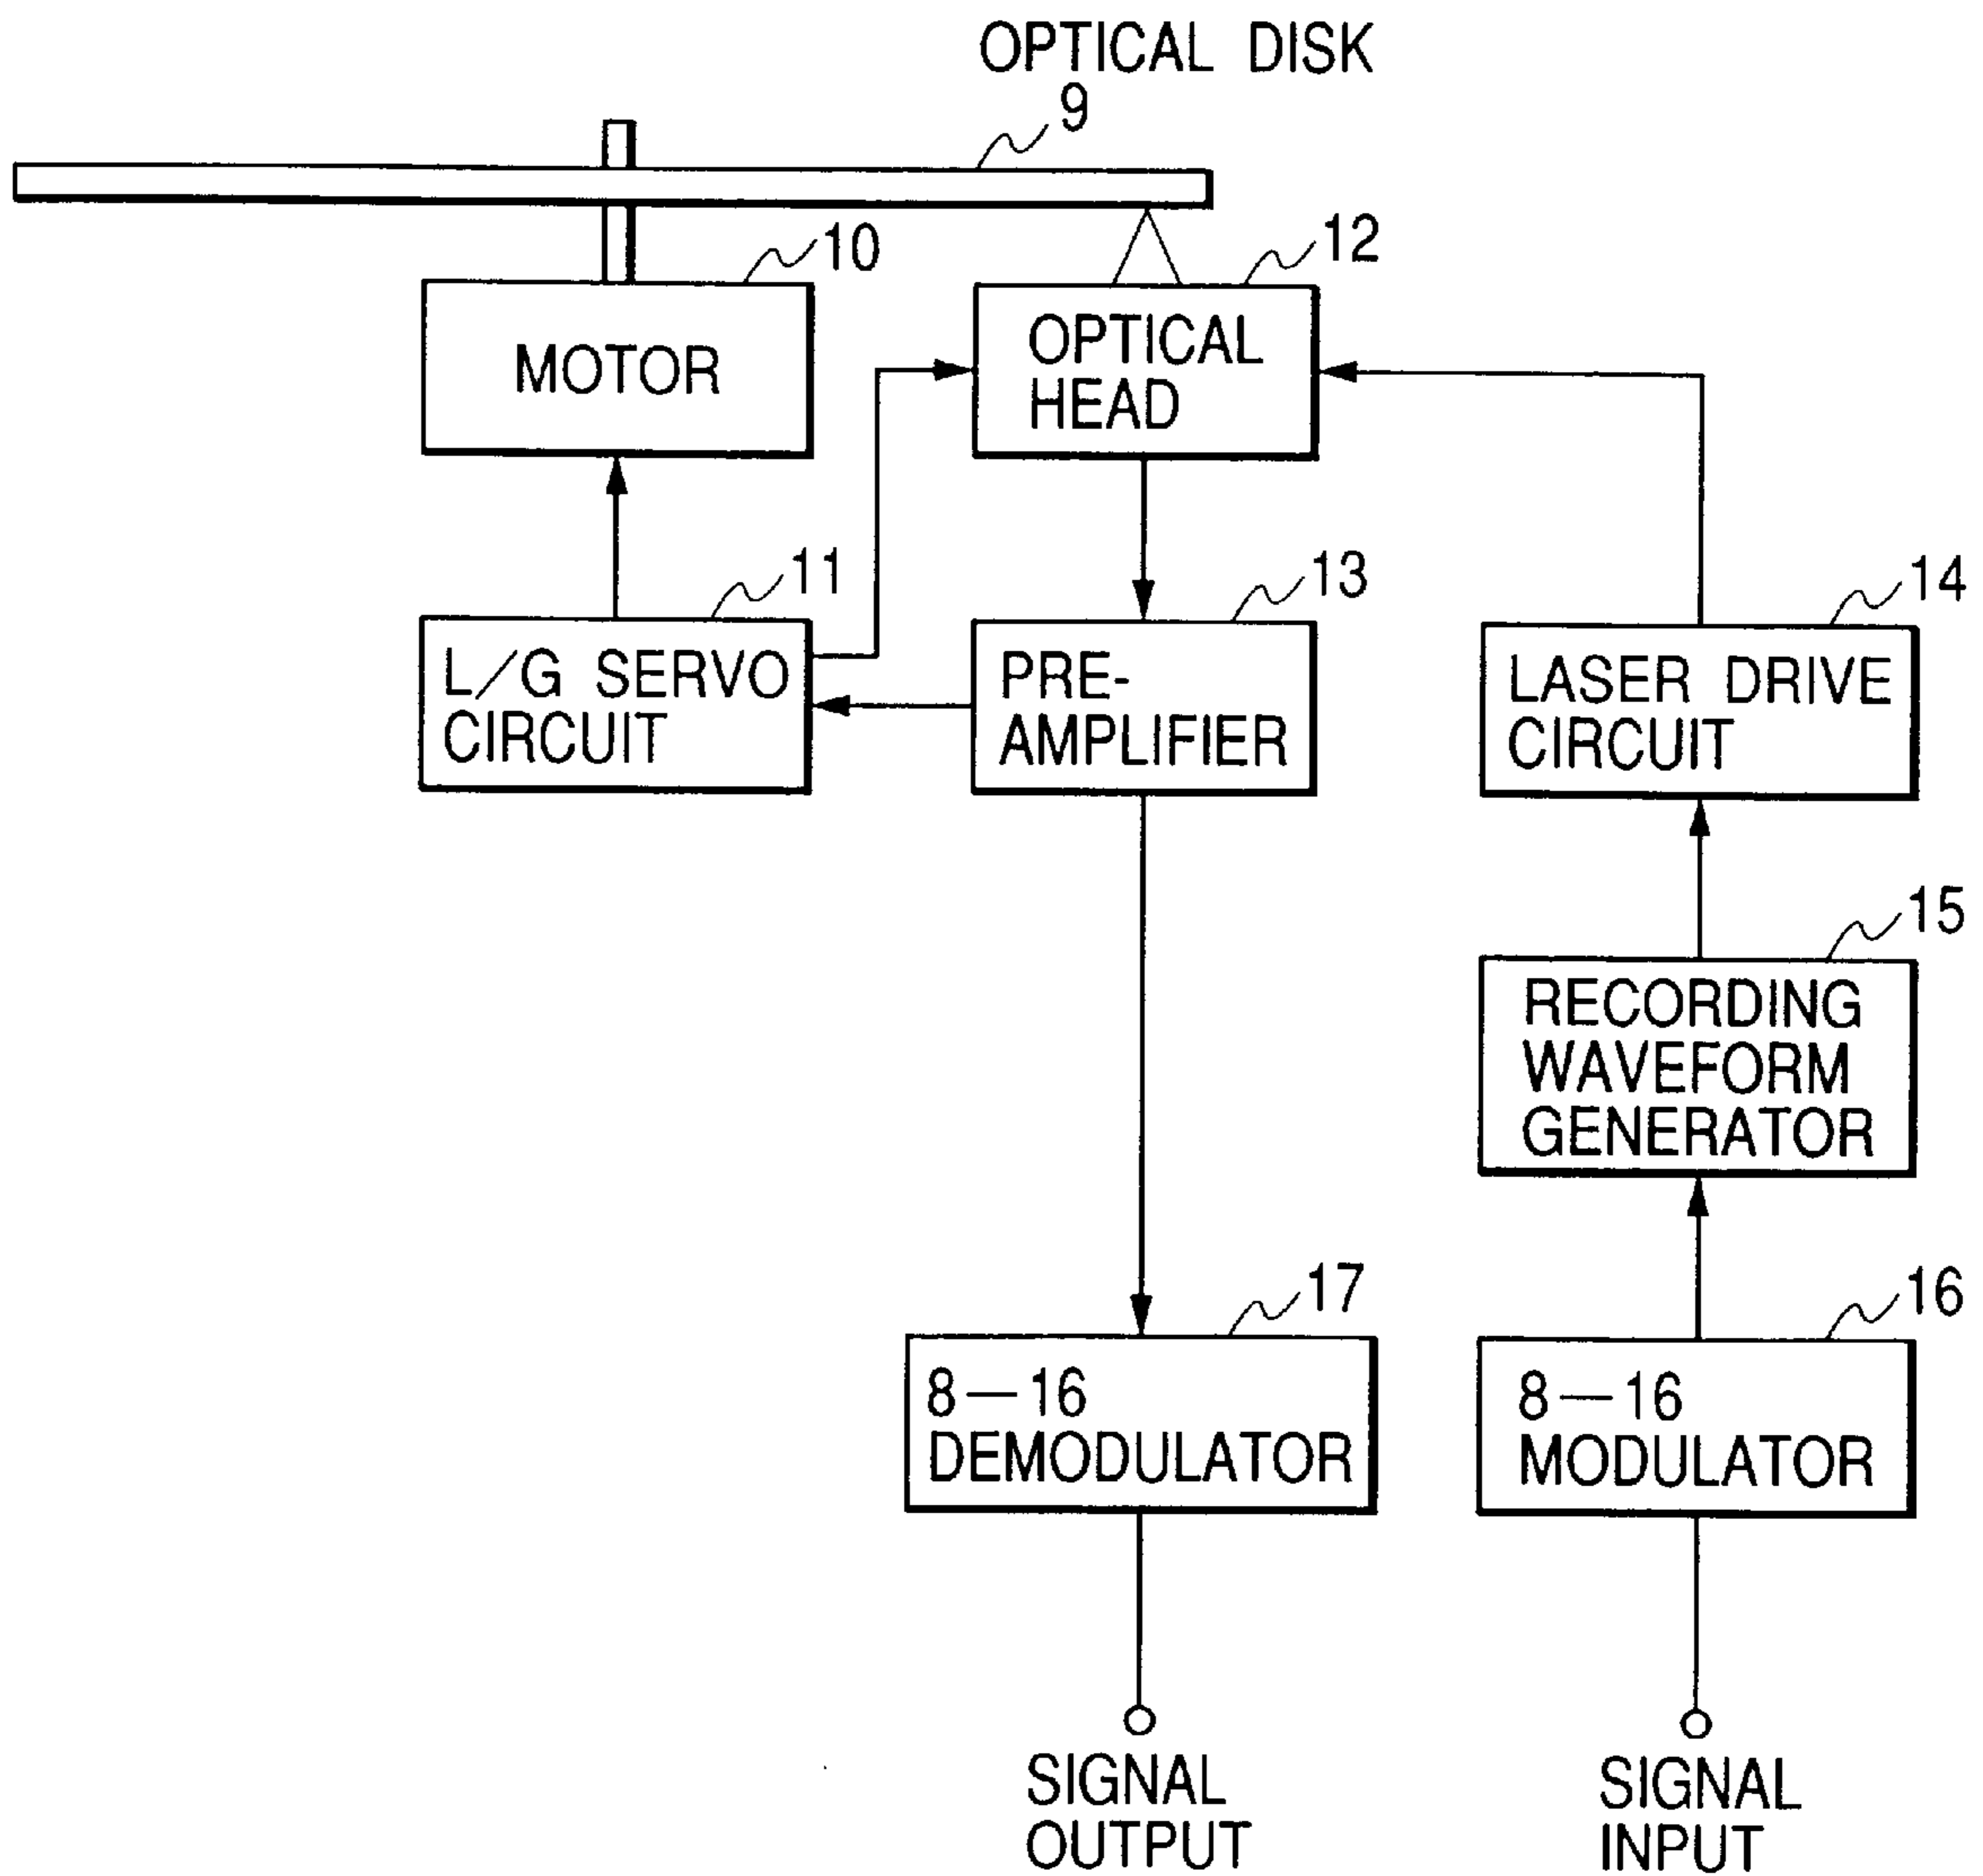 OPTICAL DISK
9
10
12
MOTOR
OPTICAL
HEAD
11
13
14
L/G SERVO
CIRCUIT
PRE-
AMPLIFIER
LASER DRIVE
CIRCUIT
15
RECORDING
WAVEFORM
GENERATOR
17
16
8—16
DEMODULATOR
8—16
MODULATOR
SIGNAL
OUTPUT
SIGNAL
INPUT